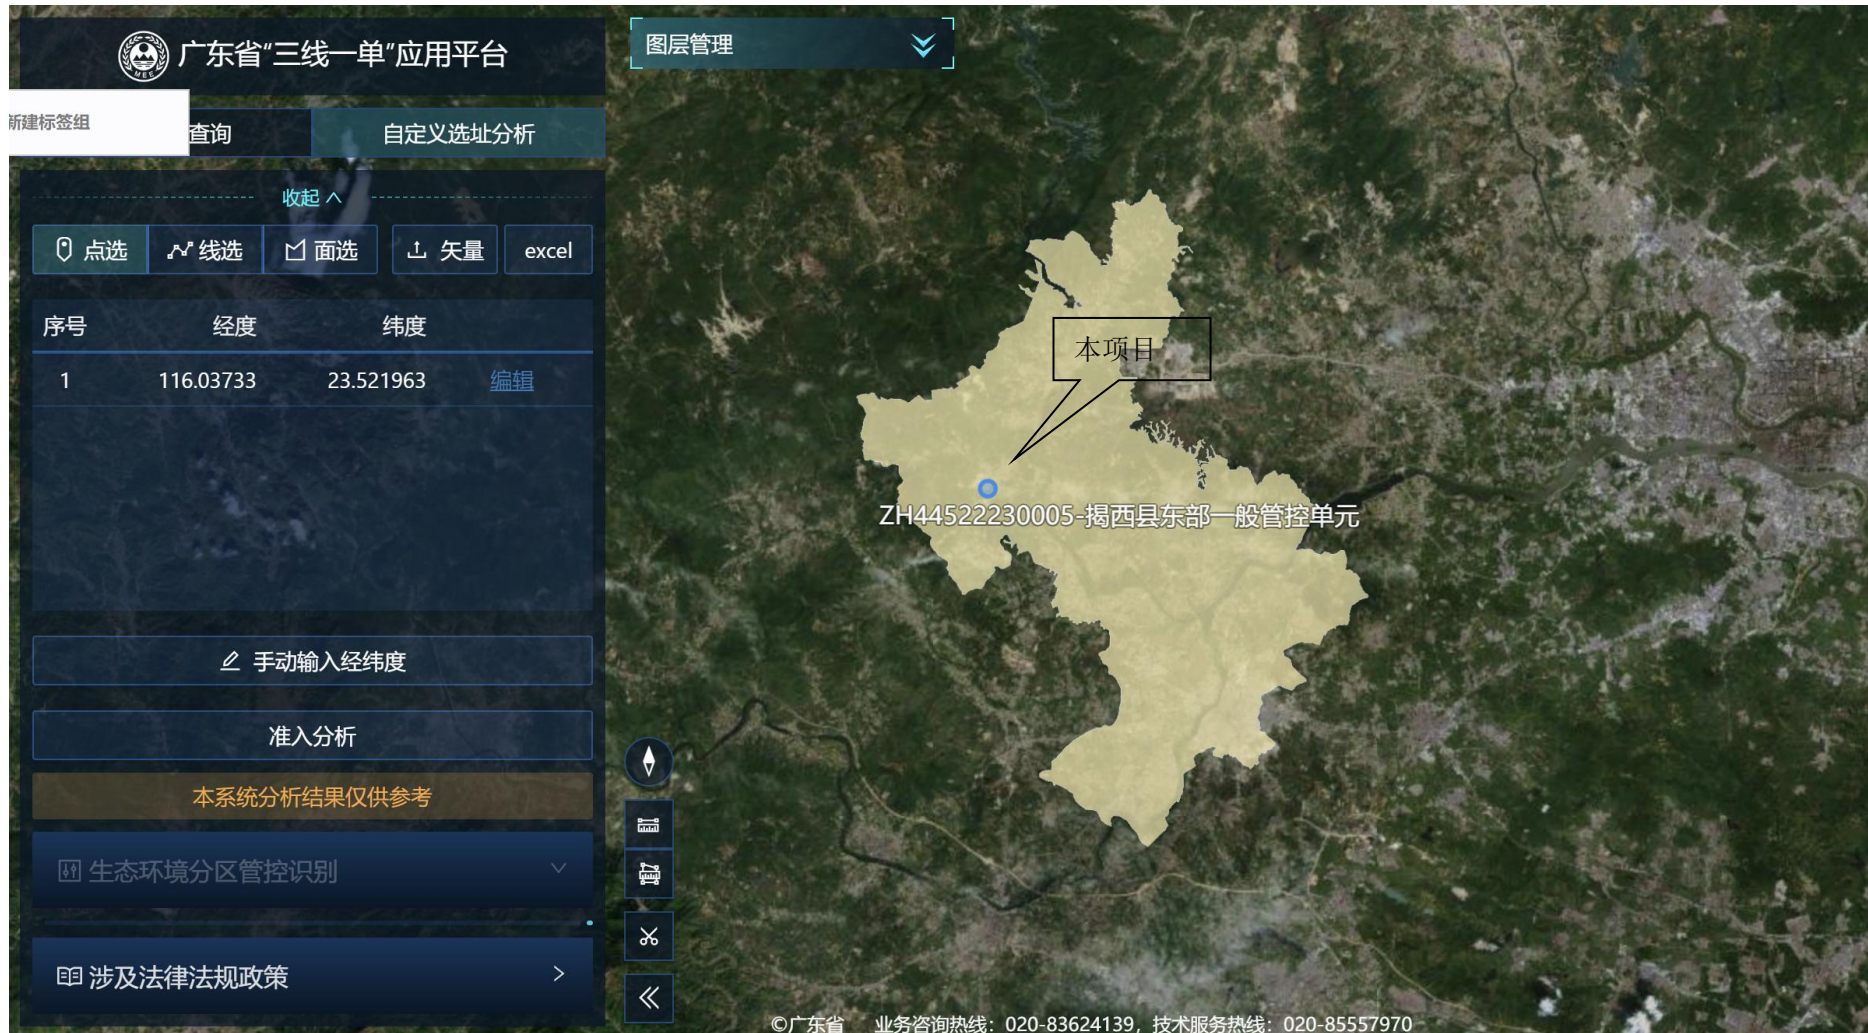 广东省“三线一单”应用平台
MEE
新建标签组
查询
自定义选址分析
收起
点选
线选
面选
矢量
excel
序号 经度 纬度
1 116.03733 23.521963 编辑
手动输入经纬度
准入分析
本系统分析结果仅供参考
生态环境分区管控识别
涉及法律法规政策
图层管理
本项目
ZH44522230005-揭西县东部一般管控单元
©广东省 业务咨询热线：020-83624139，技术服务热线：020-85557970